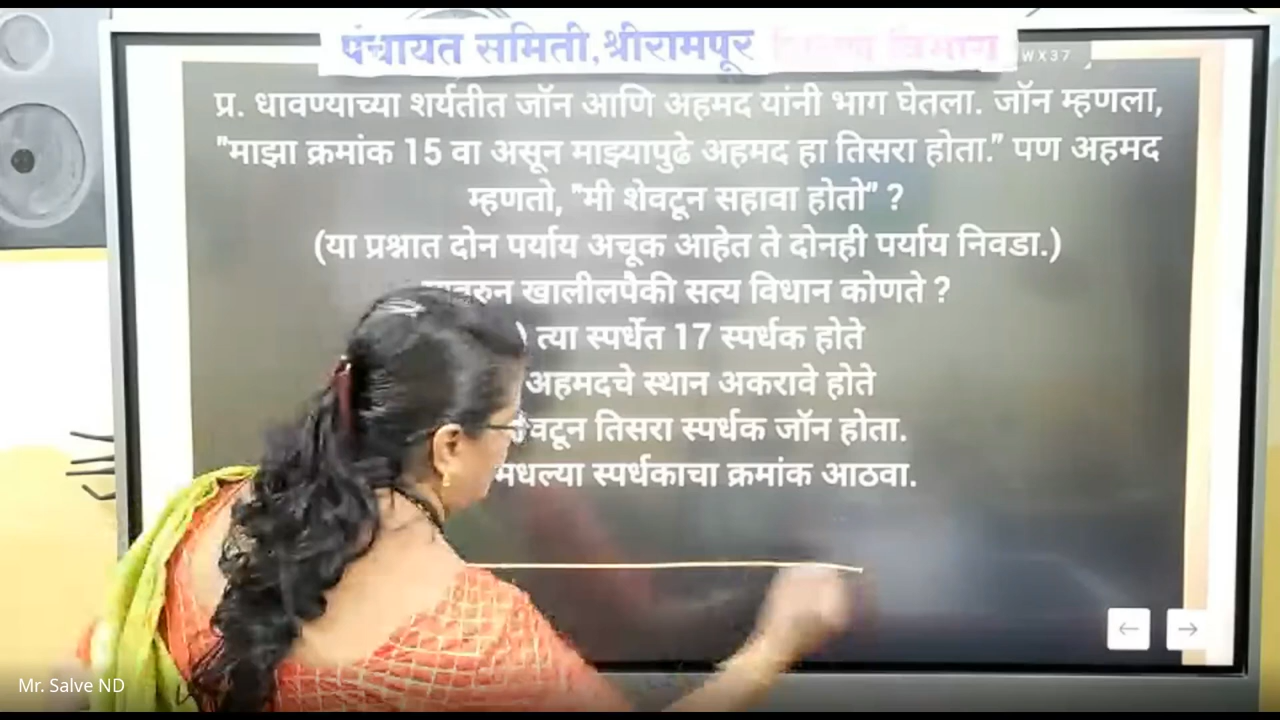 पंचायत समिती,श्रीरामपूर शिक्षण विभाग
WX37
प्र. धावण्याच्या शर्यतीत जॉन आणि अहमद यांनी भाग घेतला. जॉन म्हणला,
"माझा क्रमांक 15 वा असून माझ्यापुढे अहमद हा तिसरा होता." पण अहमद
म्हणतो, "मी शेवटून सहावा होतो" ?
(या प्रश्नात दोन पर्याय अचूक आहेत ते दोनही पर्याय निवडा.)
खालीलपैकी सत्य विधान कोणते ?
) त्या स्पर्धेत 17 स्पर्धक होते
अहमदचे स्थान अकरावे होते
तिसरा स्पर्धक जॉन होता.
मधल्या स्पर्धकाचा क्रमांक आठवा.
Mr. Salve ND